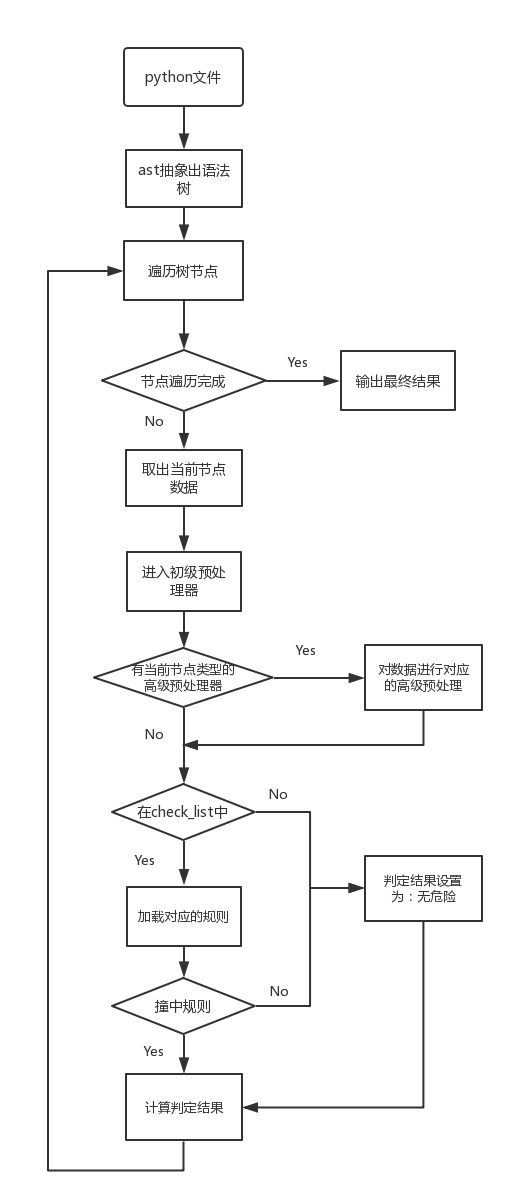 python文件
ast抽象出语法
树
遍历树节点
节点遍历完成
Yes
输出最终结果
No
取出当前节点
数据
进入初级预处
理器
有当前节点类型的
高级预处理器
Yes
对数据进行对应
的高级预处理
No
在check_list中
No
Yes
判定结果设置
为：无危险
加载对应的规则
撞中规则
No
Yes
计算判定结果